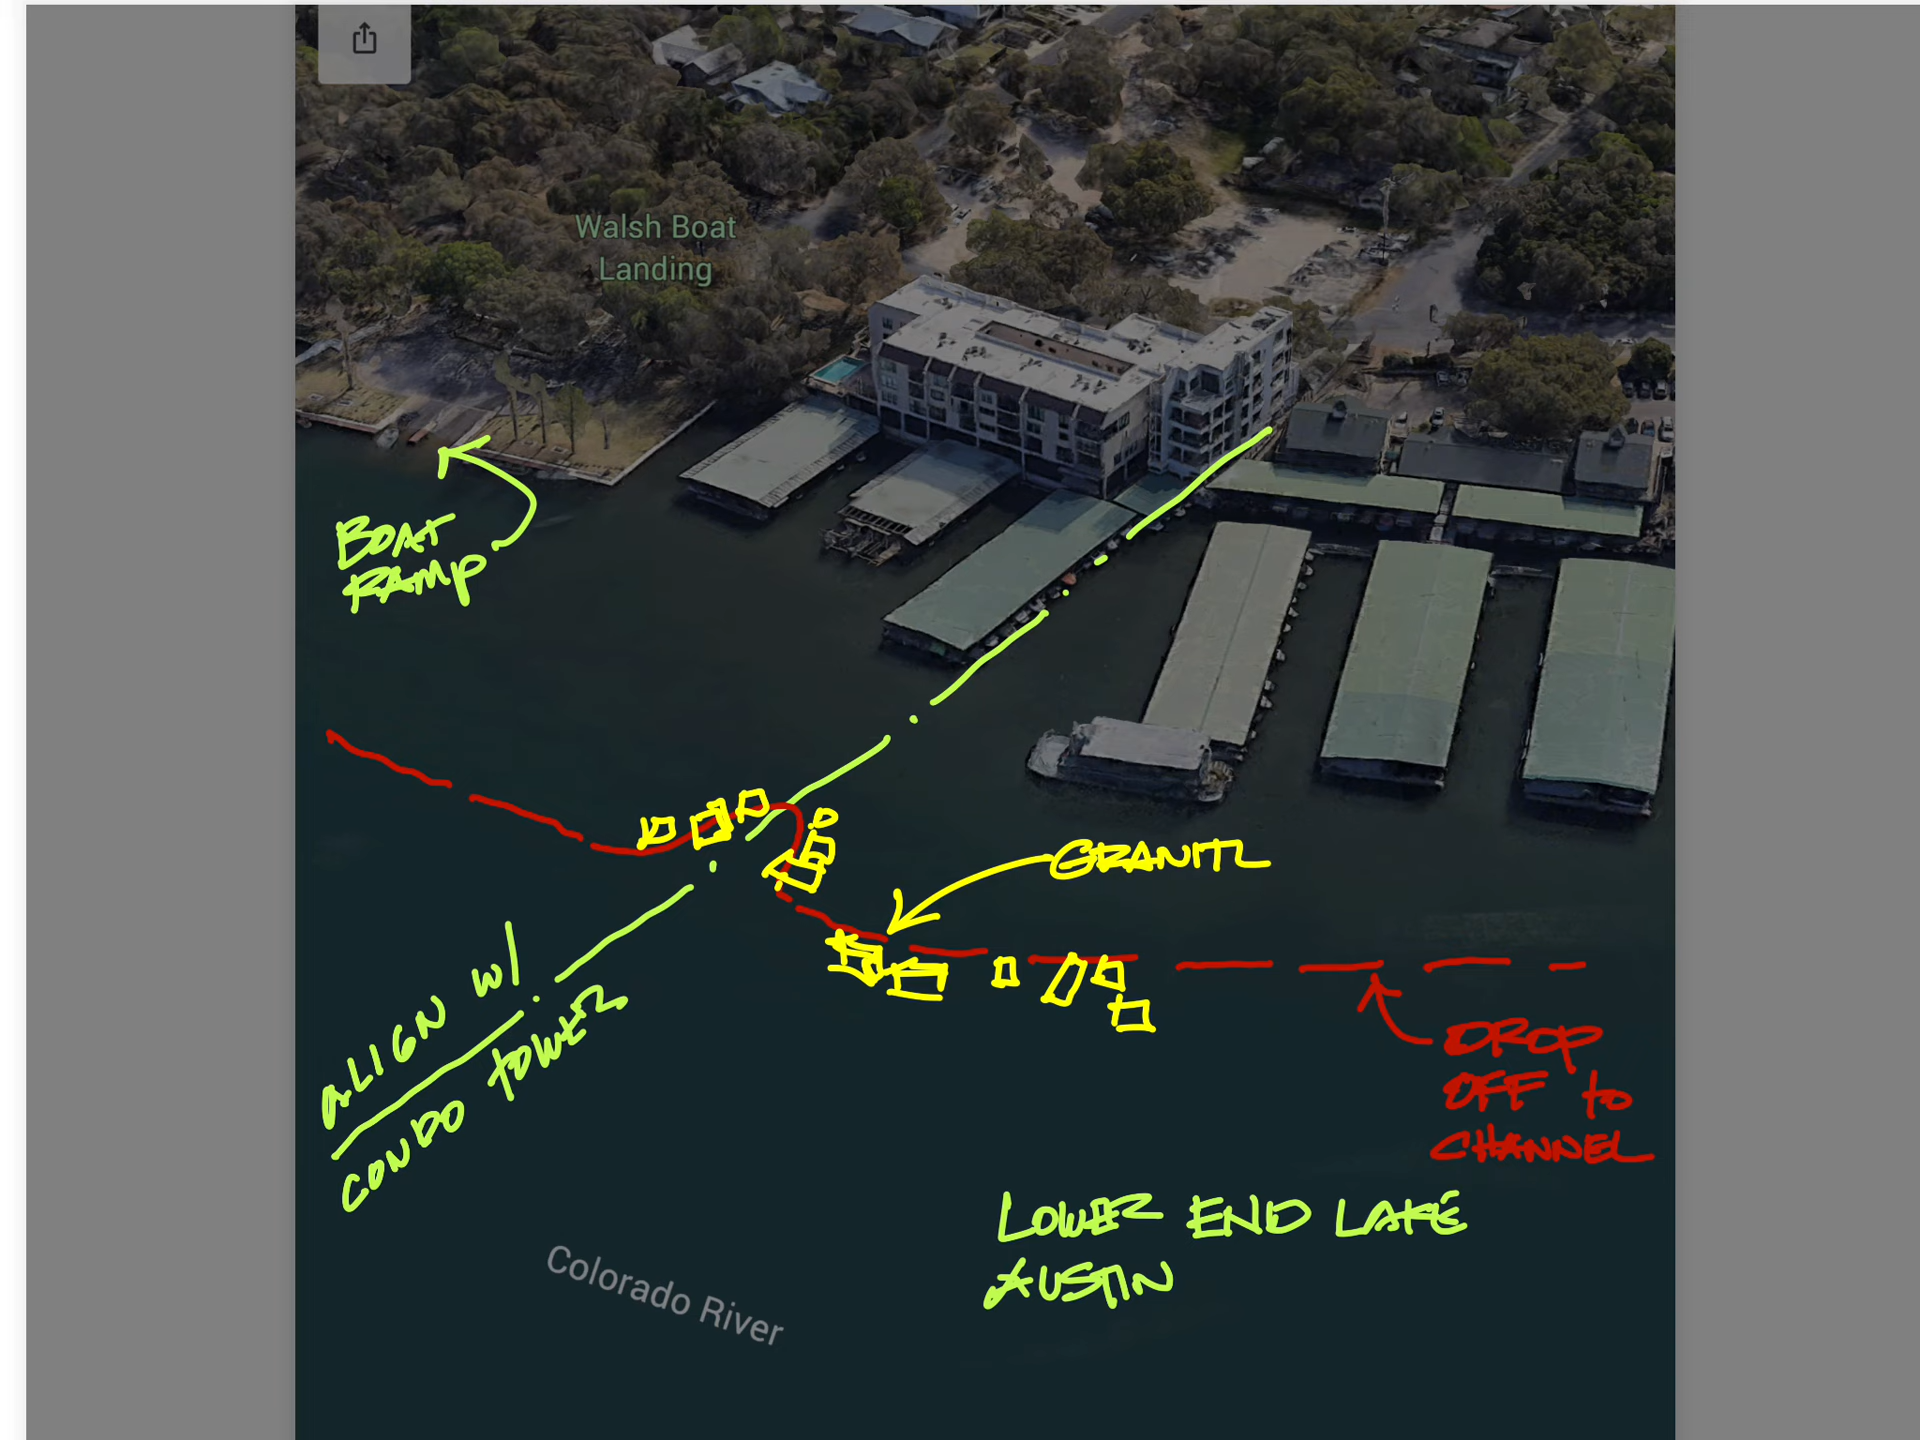 Walsh Boat
Landing
BOAT
RAMP
GRANITE
ALIGN W/
CONDO TOWER
DROP
OFF to
CHANNEL
LOWER END LAKE
AUSTIN
Colorado River